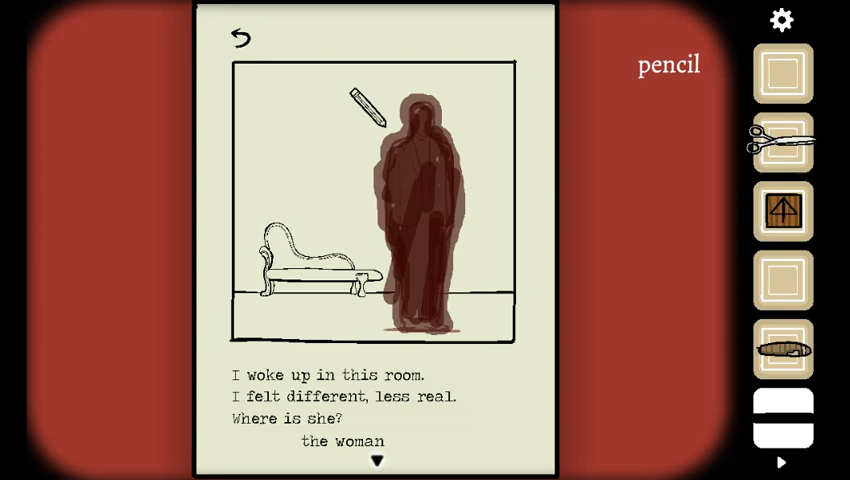 pencil
I woke up in this room.
I felt different, less real.
Where is she?
the woman